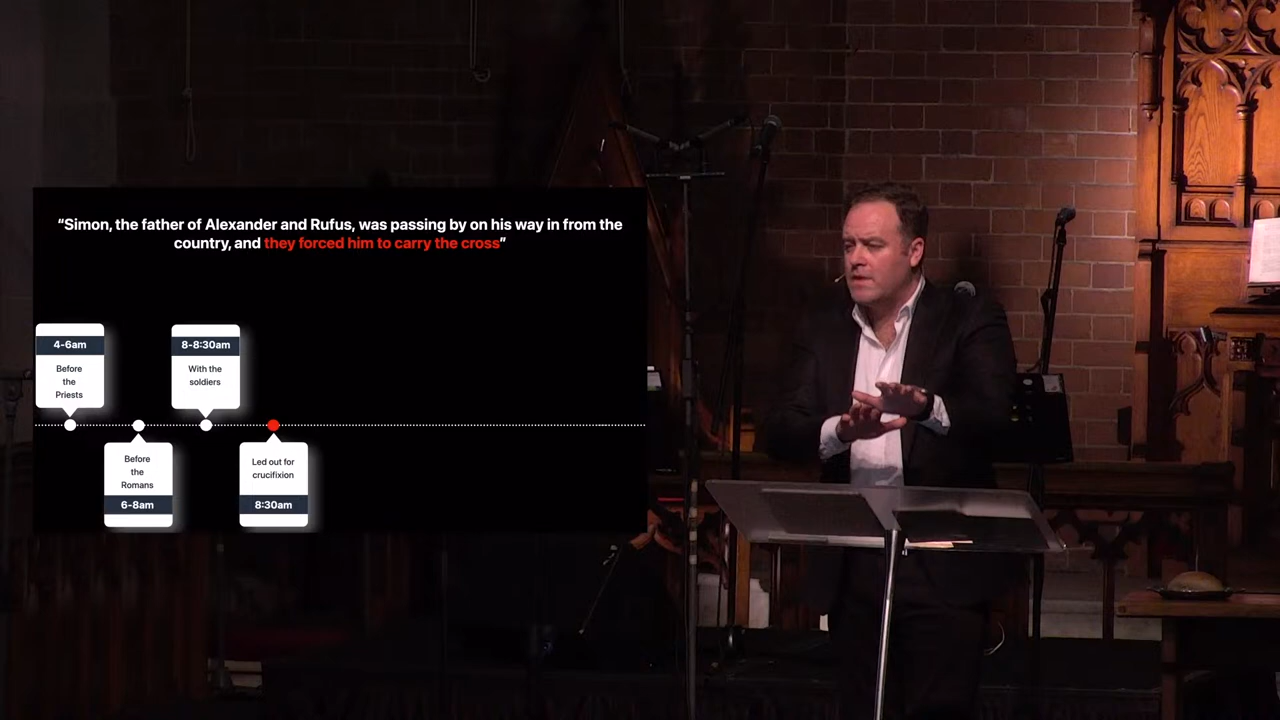 “Simon, the father of Alexander and Rufus, was passing by on his way in from the
country, and they forced him to carry the cross”
4-6am
Before
the
Priests
8-8:30am
With the
soldiers
Before
the
Romans
6-8am
Led out for
crucifixion
8:30am